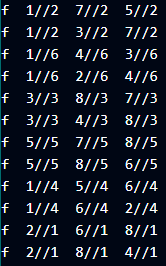 f  1//2  7//2  5//2
f  1//2  3//2  7//2
f  1//6  4//6  3//6
f  1//6  2//6  4//6
f  3//3  8//3  7//3
f  3//3  4//3  8//3
f  5//5  7//5  8//5
f  5//5  8//5  6//5
f  1//4  5//4  6//4
f  1//4  6//4  2//4
f  2//1  6//1  8//1
f  2//1  8//1  4//1